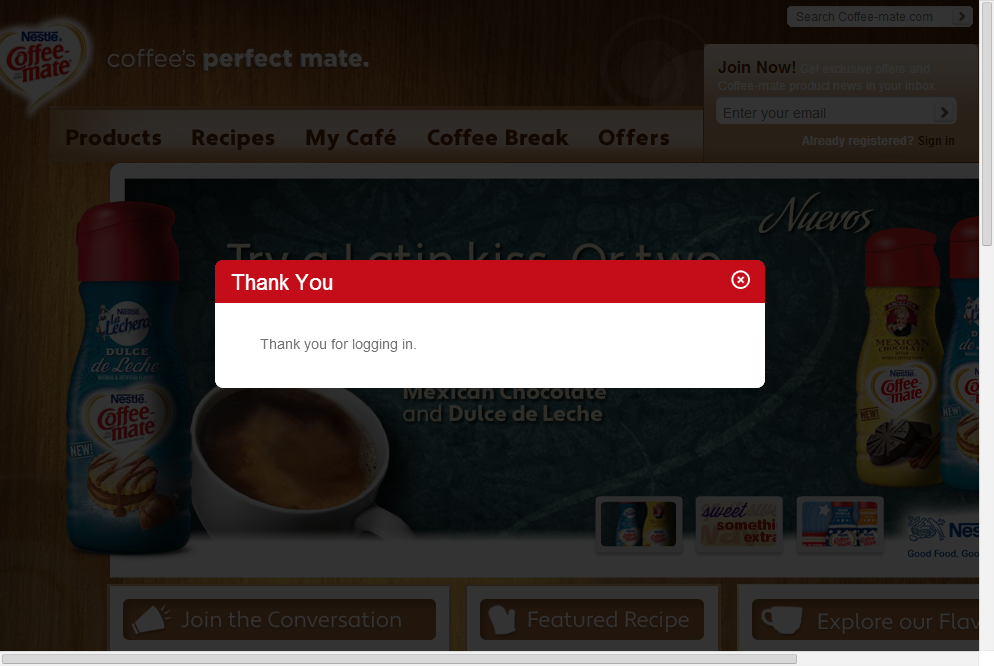 Search Coffee-mate.com
Nestlé.
Coffee-
mate
coffee's perfect mate.
Join Now! Get exclusive offers and
Coffee-mate product news in your inbox.
Enter your email
Already registered? Sign in
Products
Recipes
My Café
Coffee Break
Offers
Nuevos
Try a Latin kiss. Or two.
Thank You
Thank you for logging in.
Mexican Chocolate
and Dulce de Leche
la
Lechera
DULCE
de Leche
Nestlé.
Coffee-
mate
NEW!
MEXICAN
CHOCOLATE
Nestlé
Coffee-
mate
NEW!
NEW!
sweet
somethi
extra
Nes
Good Food, Goo
Join the Conversation
Featured Recipe
Explore our Flav